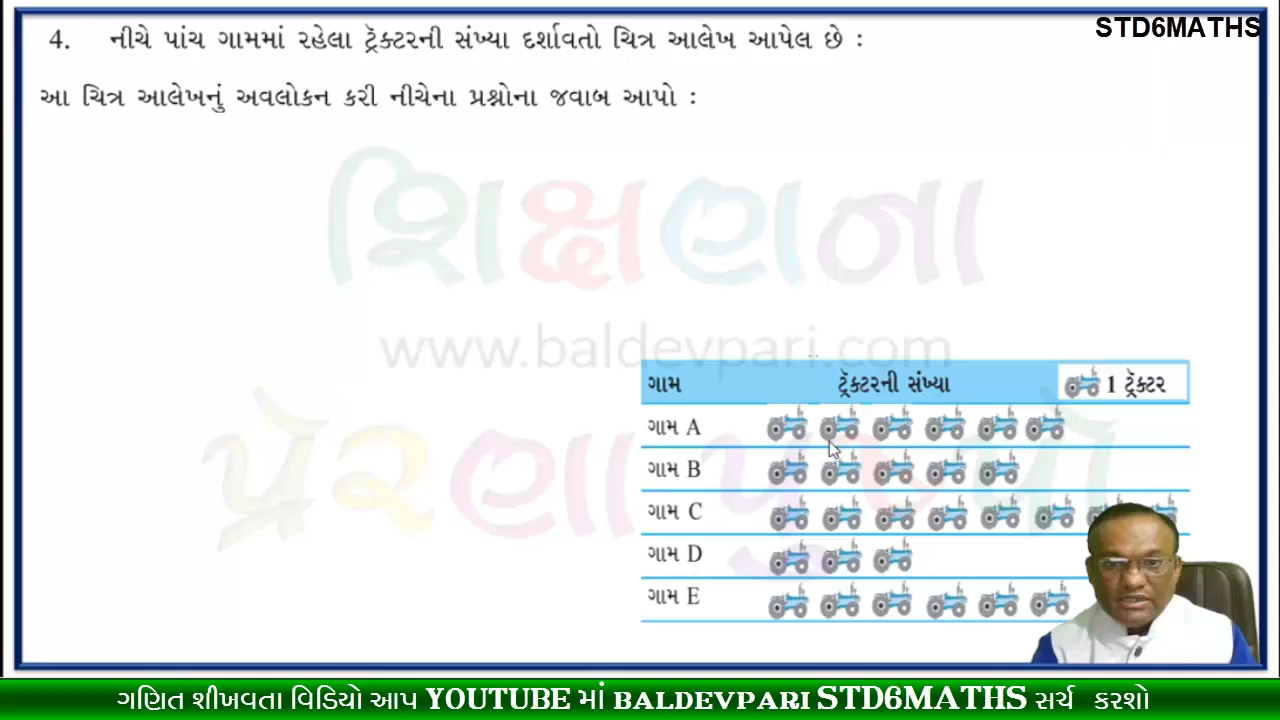 STD6MATHS
4. નીચે પાંચ ગામમાં રહેલા ટ્રૅક્ટરની સંખ્યા દર્શાવતો ચિત્ર આલેખ આપેલ છે :
આ ચિત્ર આલેખનું અવલોકન કરી નીચેના પ્રશ્નોના જવાબ આપો :
શિક્ષણના
www.baldevpari.com
પ્રેરણા પુષ્પો
ગામ ટ્રૅક્ટરની સંખ્યા 1 ટ્રૅક્ટર
ગામ A
ગામ B
ગામ C
ગામ D
ગામ E
ગણિત શીખવતા વિડિયો આપ YOUTUBE માં BALDEVPARI STD6MATHS સર્ચ કરશો